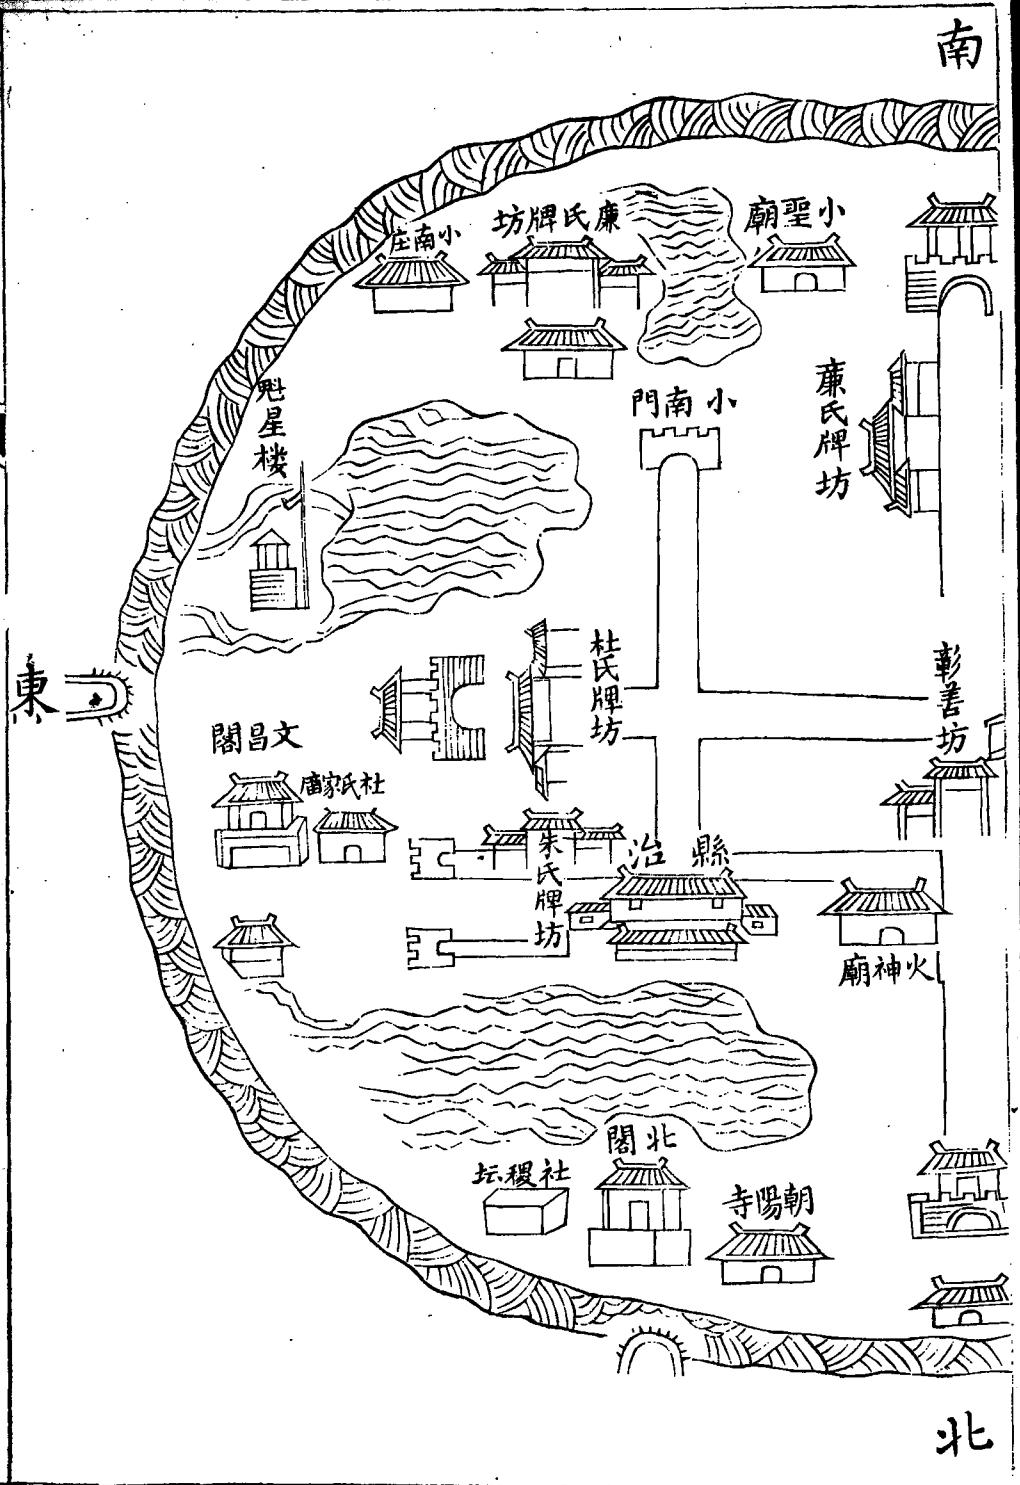 南
小聖廟
廉氏牌坊
小南庄
廉氏牌坊
小南門
魁星楼
彰善坊
杜氏牌坊
東
文昌閣
杜氏家廟
縣治
朱氏牌坊
火神廟
北閣
社稷坛
朝陽寺
北